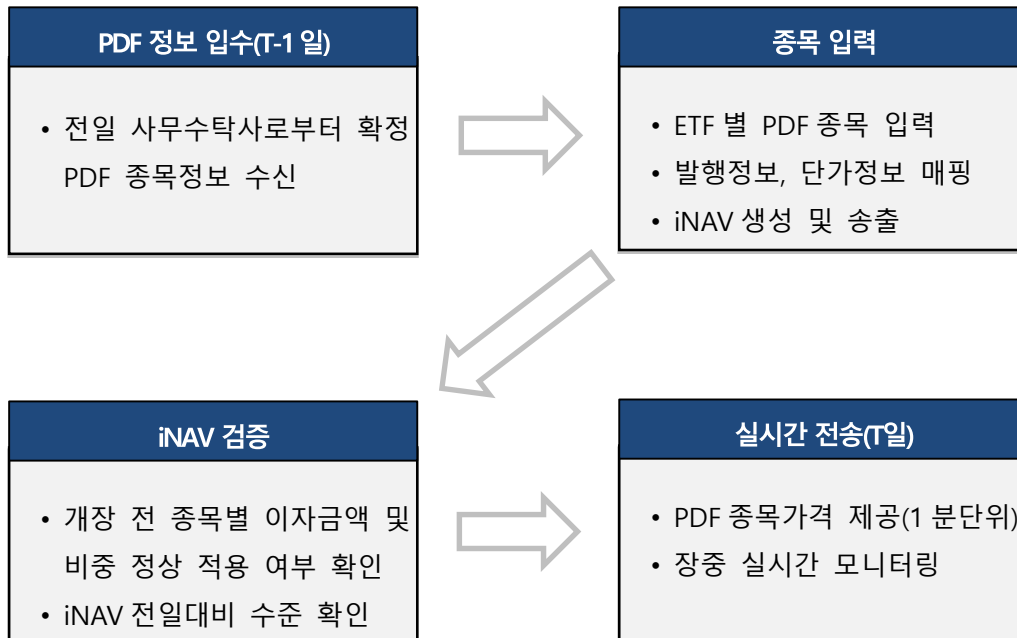 PDF 정보 입수(T-1 일)
• 전일 사무수탁사로부터 확정
PDF 종목정보 수신
종목 입력
• ETF 별 PDF 종목 입력
• 발행정보, 단가정보 매핑
• iNAV 생성 및 송출
iNAV 검증
• 개장 전 종목별 이자금액 및
비중 정상 적용 여부 확인
• iNAV 전일대비 수준 확인
실시간 전송(T일)
• PDF 종목가격 제공(1 분단위)
• 장중 실시간 모니터링